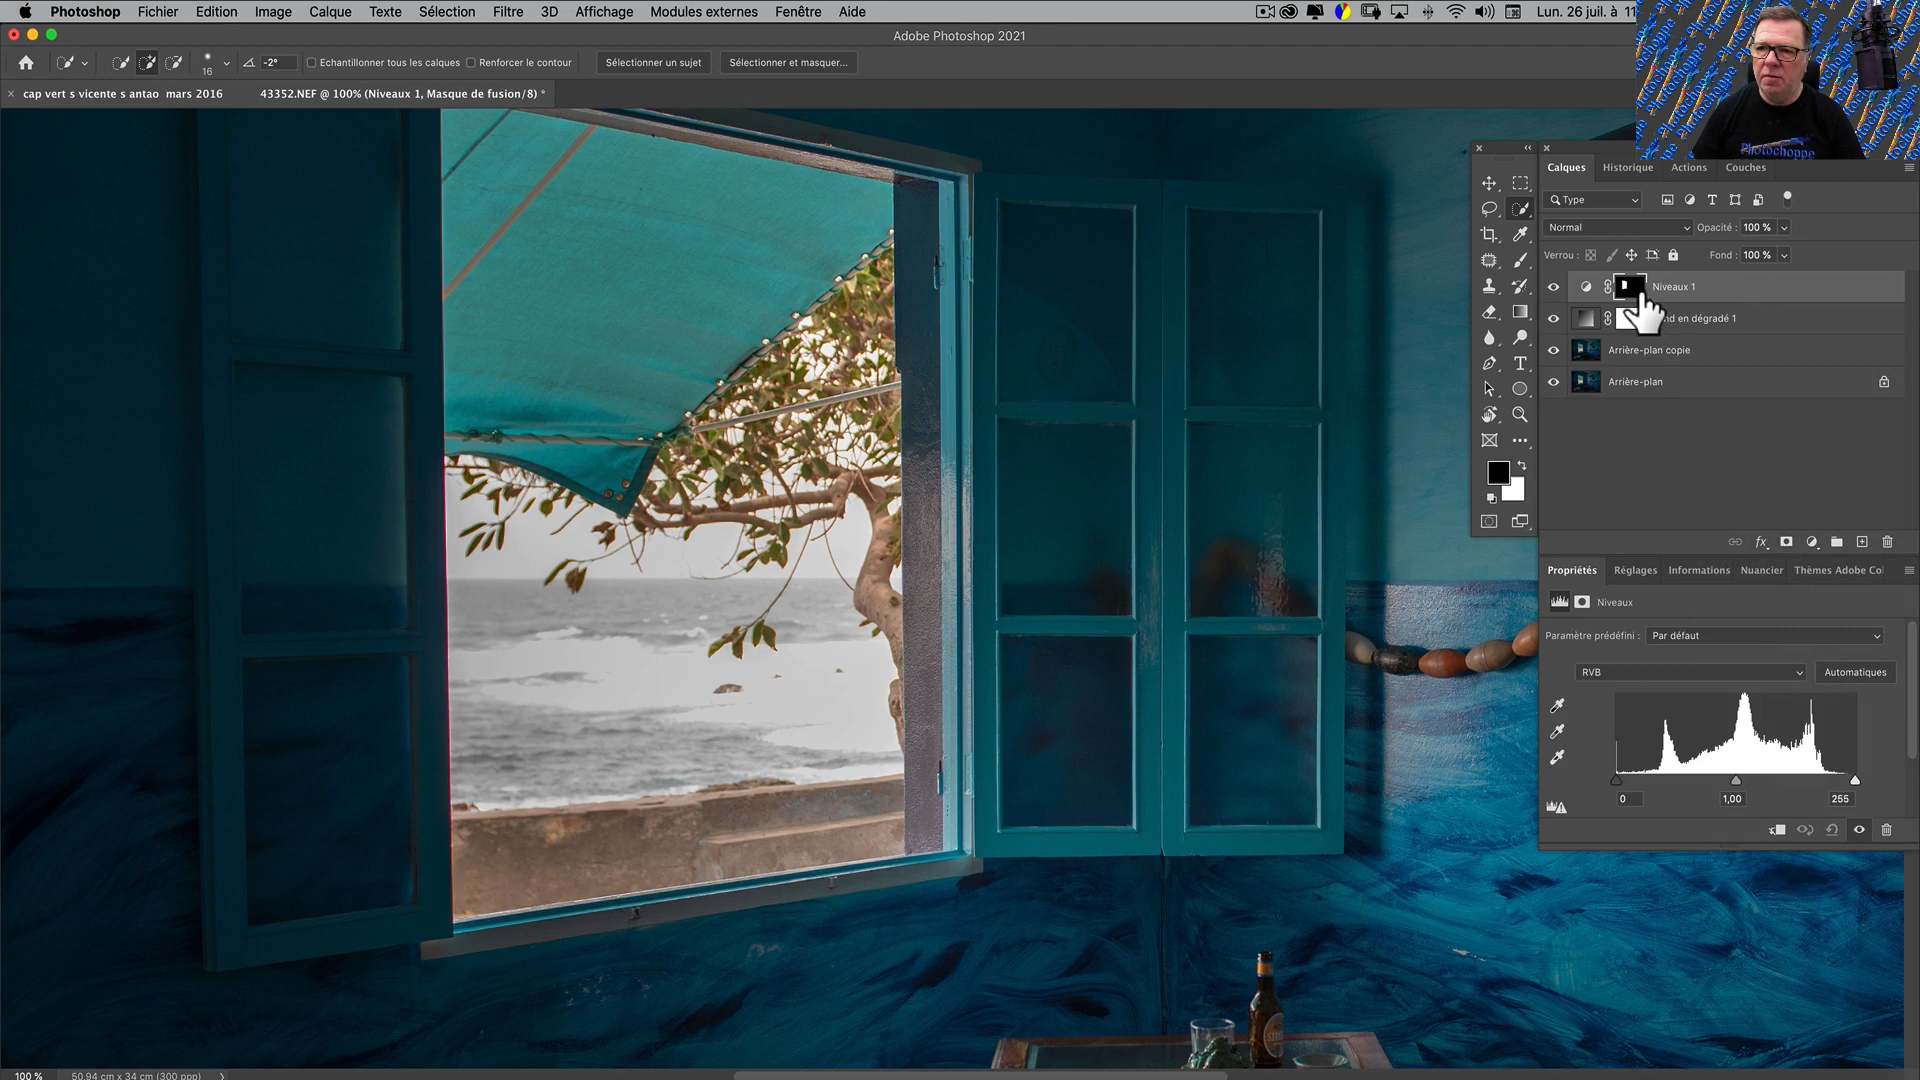 Photoshop Fichier Edition Image Calque Texte Sélection Filtre 3D Affichage Modules externes Fenêtre Aide
Lun. 26 juil. à 11
Adobe Photoshop 2021
16
-2°
Echantillonner tous les calques
Renforcer le contour
Sélectionner un sujet
Sélectionner et masquer...
cap vert s vicente s antao mars 2016 43352.NEF @ 100% (Niveaux 1, Masque de fusion/8) *
Photochoppe
Calques Historique Actions Couches
Type
Normal
Opacité : 100 %
Verrou :
Fond : 100 %
Niveaux 1
nd en dégradé 1
Arrière-plan copie
Arrière-plan
fx
Propriétés Réglages Informations Nuancier Thèmes Adobe Col
Niveaux
Paramètre prédéfini : Par défaut
RVB
Automatiques
0 1,00 255
100 % 50,94 cm x 34 cm (300 ppp)